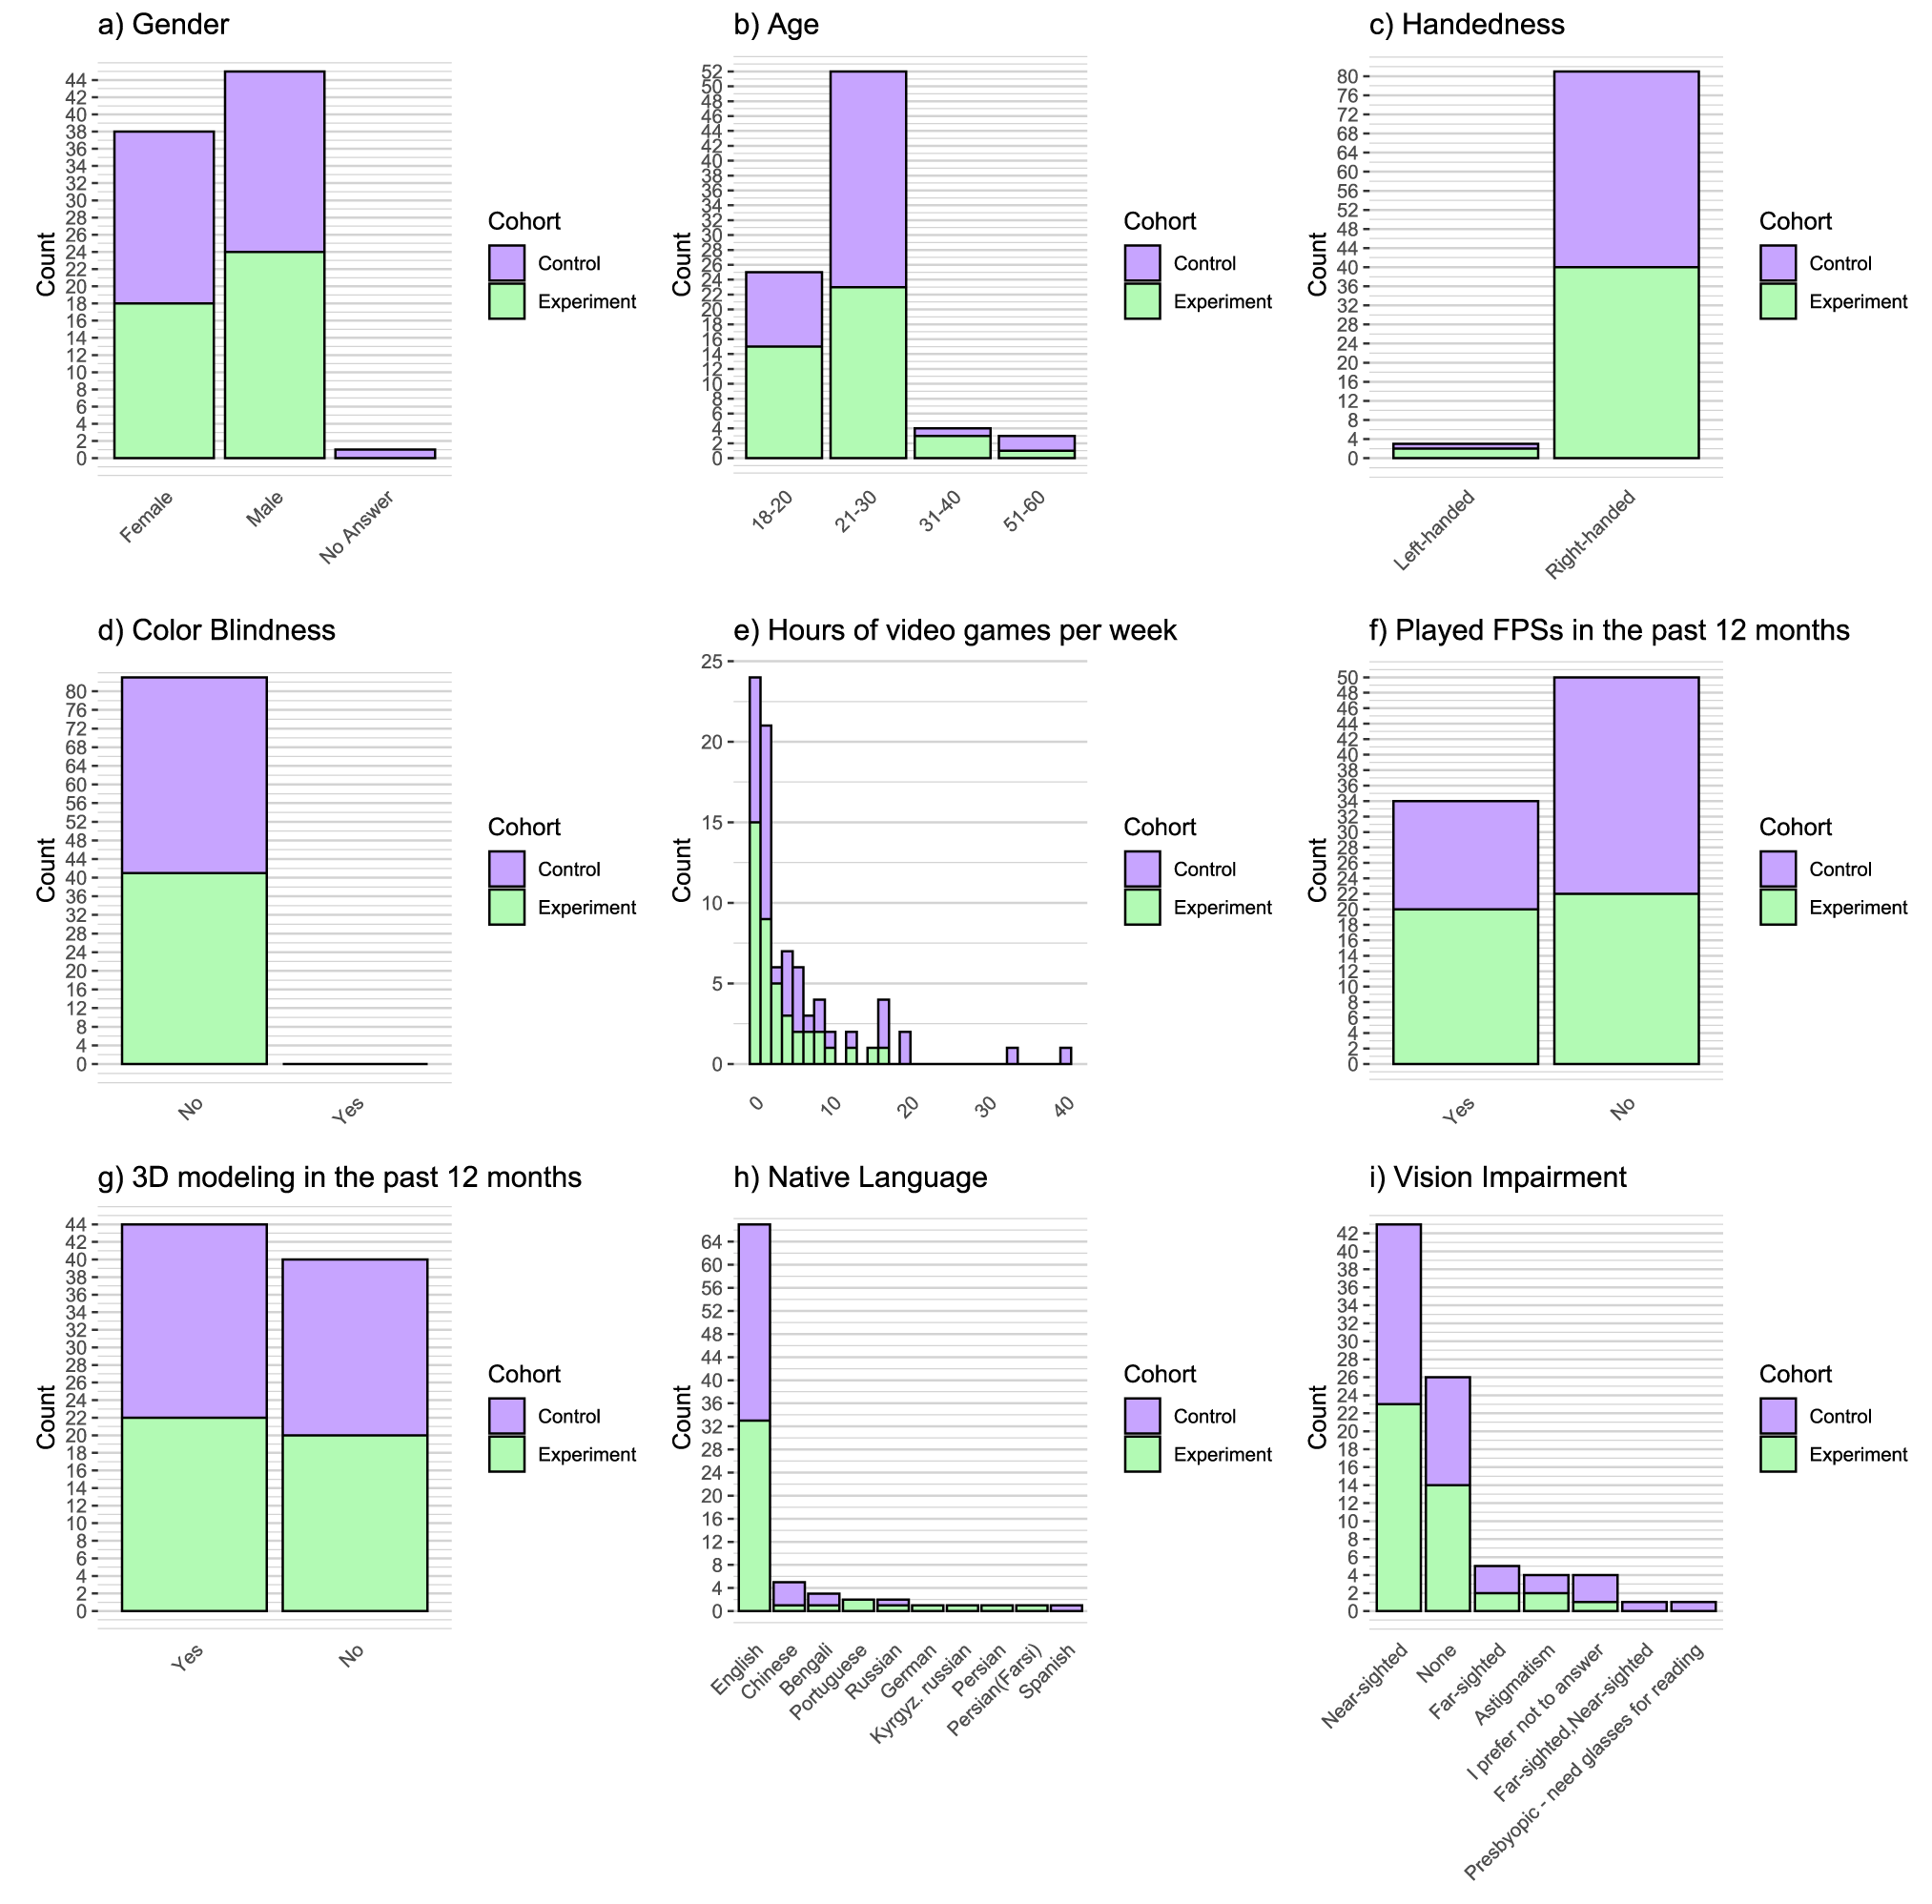 a) Gender
44
42
40
38
36
34
32
30
28
26
24
22
20
18
16
14
12
10
8
6
4
2
0
Count
Female
Male
No Answer
Cohort
Control
Experiment
b) Age
52
50
48
46
44
42
40
38
36
34
32
30
28
26
24
22
20
18
16
14
12
10
8
6
4
2
0
Count
18-20
21-30
31-40
51-60
Cohort
Control
Experiment
c) Handedness
80
76
72
68
64
60
56
52
48
44
40
36
32
28
24
20
16
12
8
4
0
Count
Left-handed
Right-handed
Cohort
Control
Experiment
d) Color Blindness
80
76
72
68
64
60
56
52
48
44
40
36
32
28
24
20
16
12
8
4
0
Count
No
Yes
Cohort
Control
Experiment
e) Hours of video games per week
25
20
15
10
5
0
Count
0
10
20
30
40
Cohort
Control
Experiment
f) Played FPSs in the past 12 months
50
48
46
44
42
40
38
36
34
32
30
28
26
24
22
20
18
16
14
12
10
8
6
4
2
0
Count
Yes
No
Cohort
Control
Experiment
g) 3D modeling in the past 12 months
44
42
40
38
36
34
32
30
28
26
24
22
20
18
16
14
12
10
8
6
4
2
0
Count
Yes
No
Cohort
Control
Experiment
h) Native Language
64
60
56
52
48
44
40
36
32
28
24
20
16
12
8
4
0
Count
English
Chinese
Bengali
Portuguese
Russian
German
Kyrgyz. russian
Persian
Persian(Farsi)
Spanish
Cohort
Control
Experiment
i) Vision Impairment
42
40
38
36
34
32
30
28
26
24
22
20
18
16
14
12
10
8
6
4
2
0
Count
Near-sighted
None
Far-sighted
Astigmatism
I prefer not to answer
Far-sighted,Near-sighted
Presbyopic - need glasses for reading
Cohort
Control
Experiment